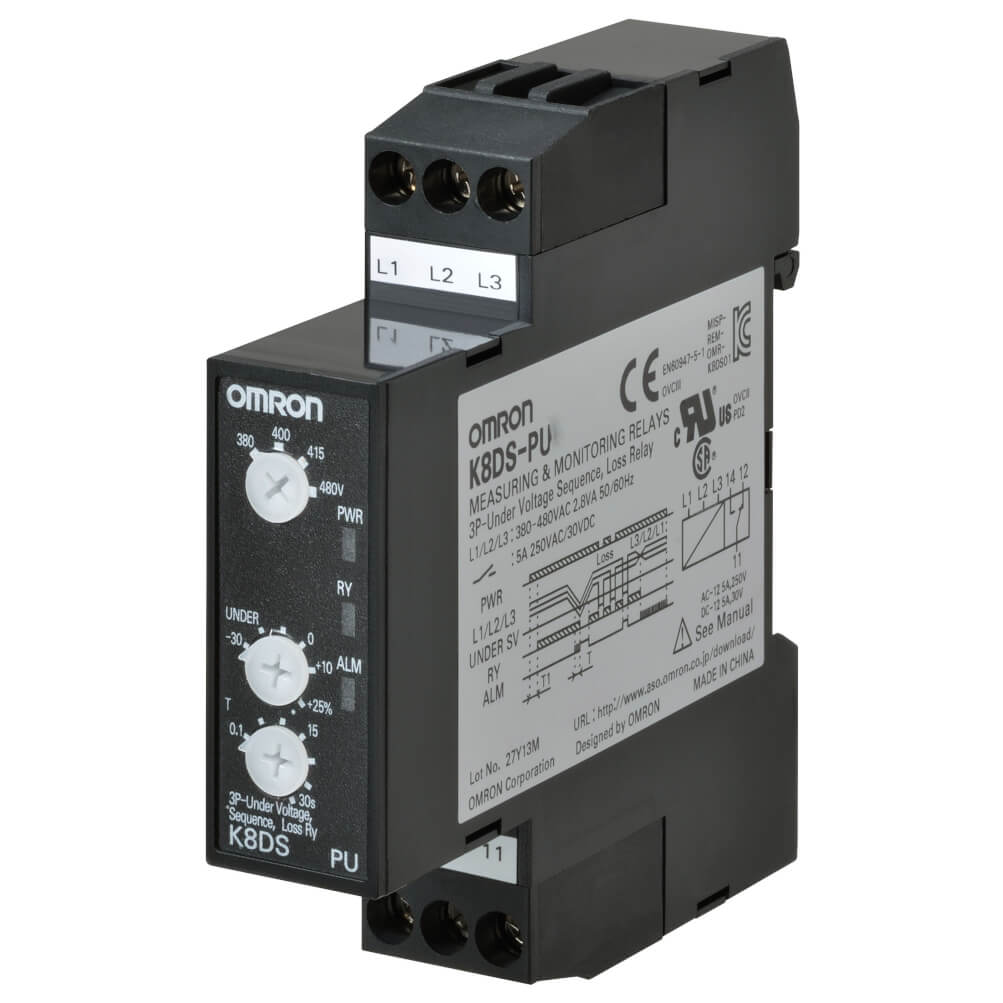 L1 L2 L3
OMRON
380 400 415 480V
PWR
RY
UNDER
-30 0 +10 +25%
ALM
T
0.1 15 30s
3P-Under Voltage,
Sequence, Loss Ry
K8DS
PU
OMRON
K8DS-PU
MEASURING & MONITORING RELAYS
3P-Under Voltage Sequence, Loss Relay
L1/L2/L3 : 380-480VAC 2.8VA 50/60Hz
: 5A 250VAC/30VDC
CE
EN60947-5-1
OVCIII
MISP-
REM-
OMR-
K8DS01
c RU US
OVCII
PD2
SA
L1 L2 L3 14 12
11
AC-12 5A,250V
DC-12 5A,30V
See Manual
Loss L3/L2/L1
PWR
L1/L2/L3
UNDER SV
RY
ALM
T1 T
URL : http://www.aso.omron.co.jp/download/
Designed by OMRON
MADE IN CHINA
Lot No. 27Y13M
OMRON Corporation
11